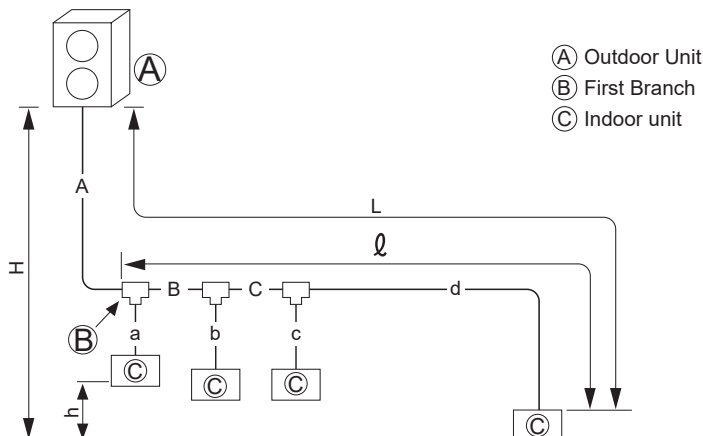 A
A Outdoor Unit
B First Branch
C Indoor unit
A
L
H
ℓ
B C d
B
a b c
C C C
h
C